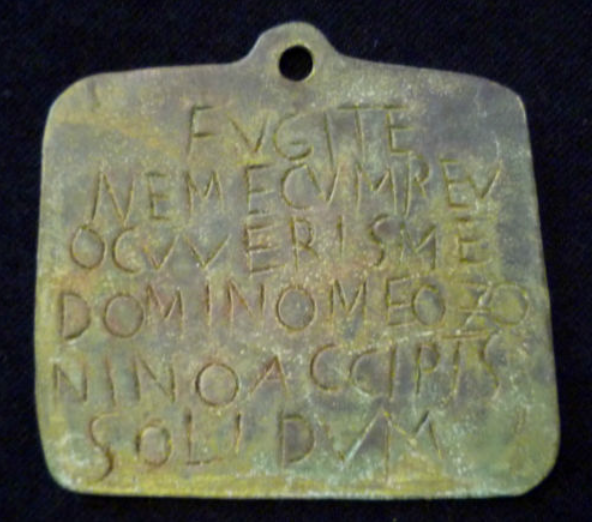 FVGITE
NEMECVMREV
OCVVERISME
DOMINOMEOZO
NINOACCIPIS
SOLIDVM